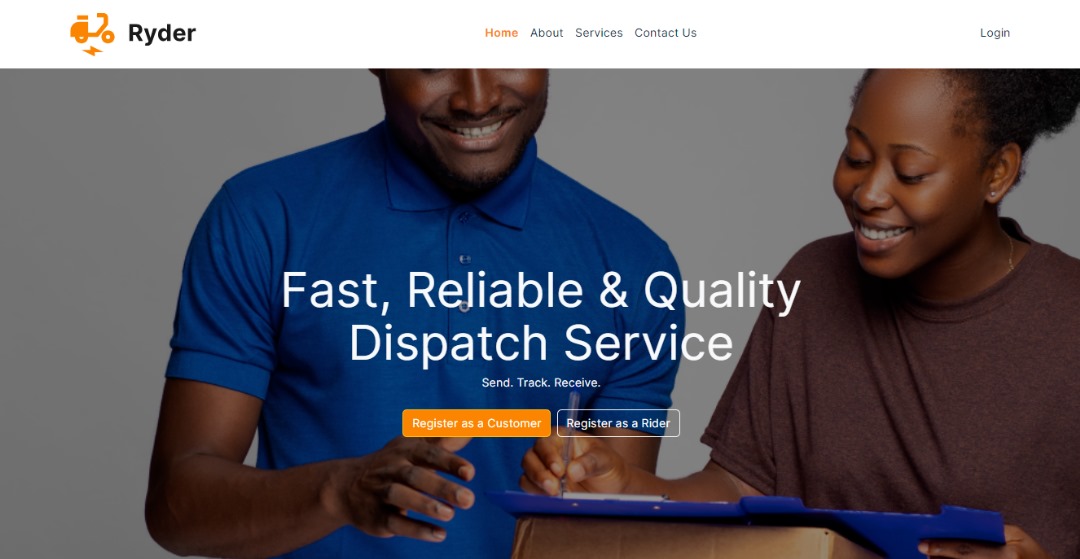 Ryder
Home About Services Contact Us
Login
Fast, Reliable & Quality
Dispatch Service
Send. Track. Receive.
Register as a Customer
Register as a Rider